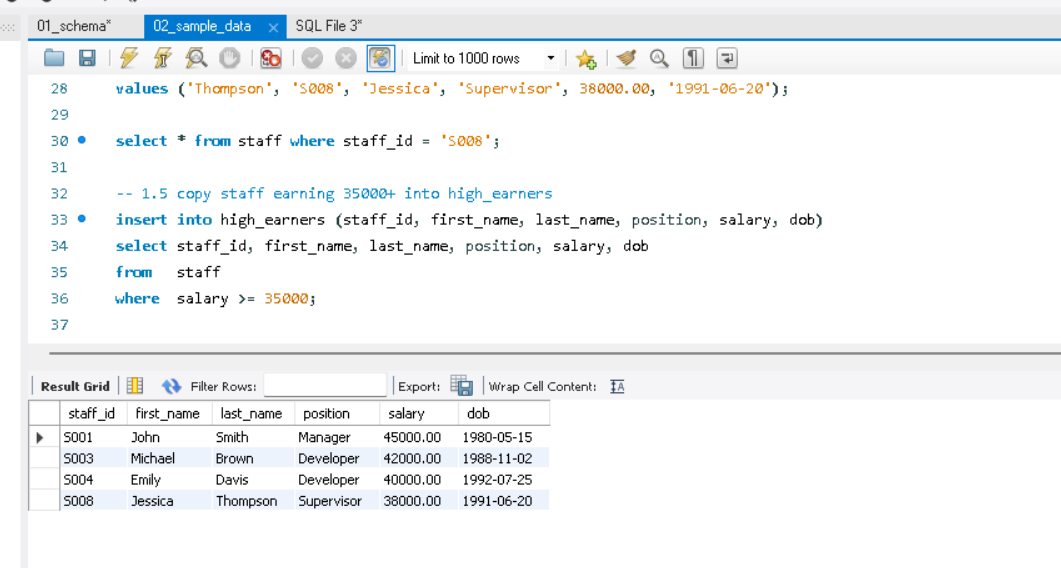 01_schema* 02_sample_data × SQL File 3*
Limit to 1000 rows
28 values ('Thompson', 'S008', 'Jessica', 'Supervisor', 38000.00, '1991-06-20');
29
30 select * from staff where staff_id = 'S008';
31
32 -- 1.5 copy staff earning 35000+ into high_earners
33 insert into high_earners (staff_id, first_name, last_name, position, salary, dob)
34 select staff_id, first_name, last_name, position, salary, dob
35 from staff
36 where salary >= 35000;
37
Result Grid Filter Rows: Export: Wrap Cell Content: IA
staff_id first_name last_name position salary dob
S001 John Smith Manager 45000.00 1980-05-15
S003 Michael Brown Developer 42000.00 1988-11-02
S004 Emily Davis Developer 40000.00 1992-07-25
S008 Jessica Thompson Supervisor 38000.00 1991-06-20